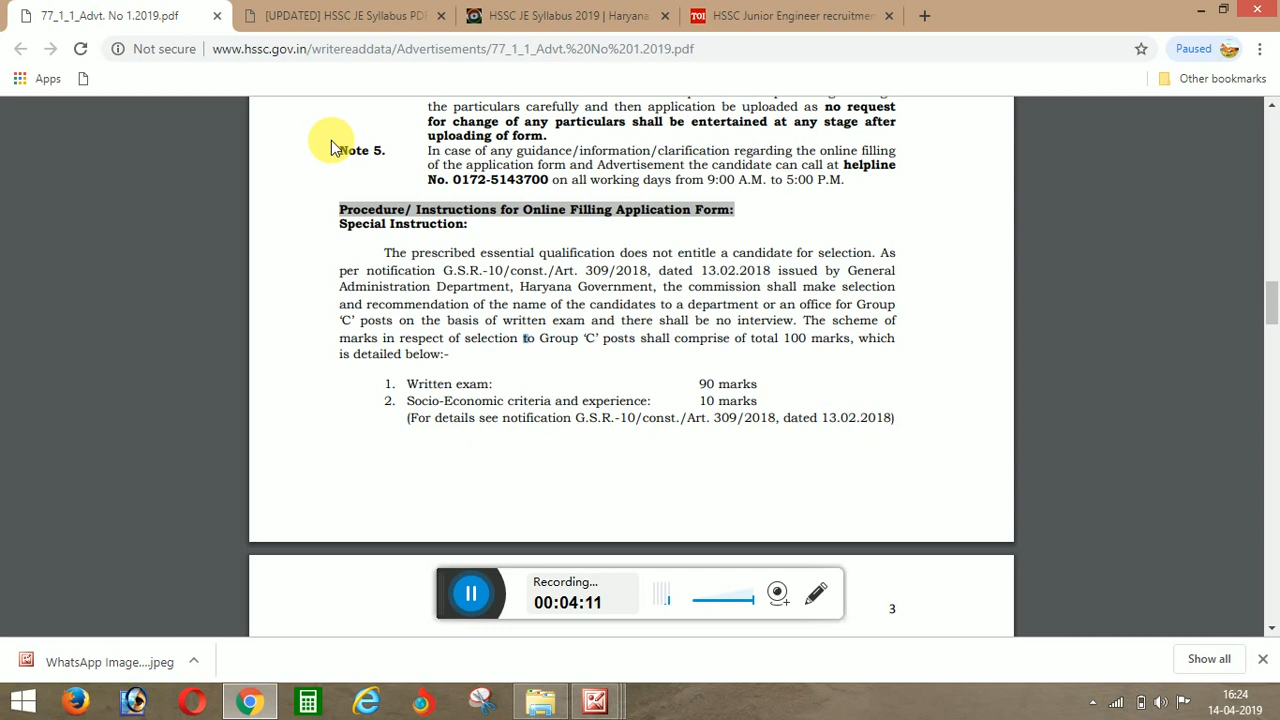 77_1_1_Advt. No 1.2019.pdf
[UPDATED] HSSC JE Syllabus PDF
HSSC JE Syllabus 2019 | Haryana
TOI HSSC Junior Engineer recruitme
Not secure www.hssc.gov.in/writereaddata/Advertisements/77_1_1_Advt.%20No%201.2019.pdf
Paused
Apps
Other bookmarks
the particulars carefully and then application be uploaded as no request
for change of any particulars shall be entertained at any stage after
uploading of form.
Note 5. In case of any guidance/information/clarification regarding the online filling
of the application form and Advertisement the candidate can call at helpline
No. 0172-5143700 on all working days from 9:00 A.M. to 5:00 P.M.
Procedure/ Instructions for Online Filling Application Form:
Special Instruction:
The prescribed essential qualification does not entitle a candidate for selection. As
per notification G.S.R.-10/const./Art. 309/2018, dated 13.02.2018 issued by General
Administration Department, Haryana Government, the commission shall make selection
and recommendation of the name of the candidates to a department or an office for Group
‘C’ posts on the basis of written exam and there shall be no interview. The scheme of
marks in respect of selection to Group ‘C’ posts shall comprise of total 100 marks, which
is detailed below:-
1. Written exam: 90 marks
2. Socio-Economic criteria and experience: 10 marks
(For details see notification G.S.R.-10/const./Art. 309/2018, dated 13.02.2018)
Recording...
00:04:11
3
WhatsApp Image....jpeg
Show all
16:24
14-04-2019